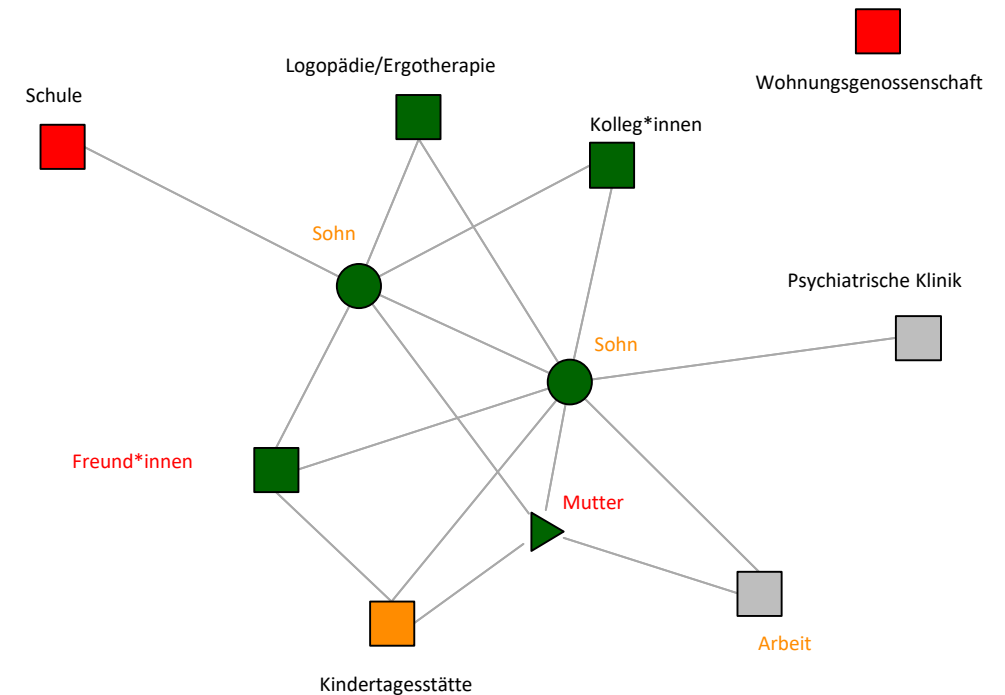 Wohnungsgenossenschaft
Logopädie/Ergotherapie
Schule
Kolleg*innen
Sohn
Psychiatrische Klinik
Sohn
Freund*innen
Mutter
Arbeit
Kindertagesstätte